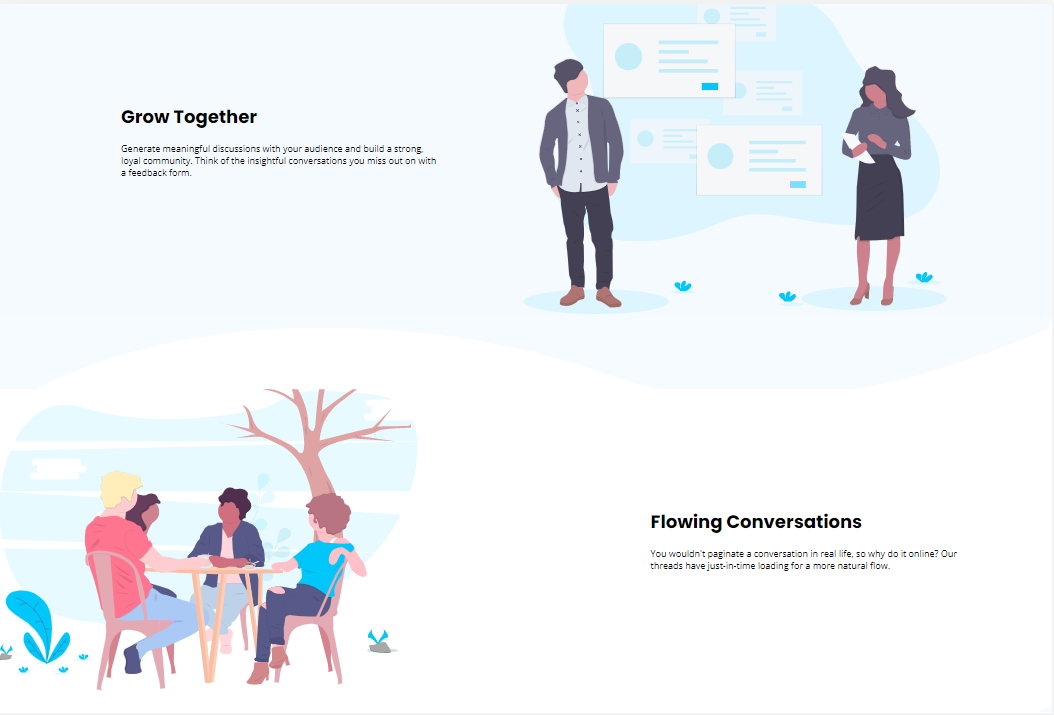 Grow Together
Generate meaningful discussions with your audience and build a strong,
loyal community. Think of the insightful conversations you miss out on with
a feedback form.
Flowing Conversations
You wouldn't paginate a conversation in real life, so why do it online? Our
threads have just-in-time loading for a more natural flow.